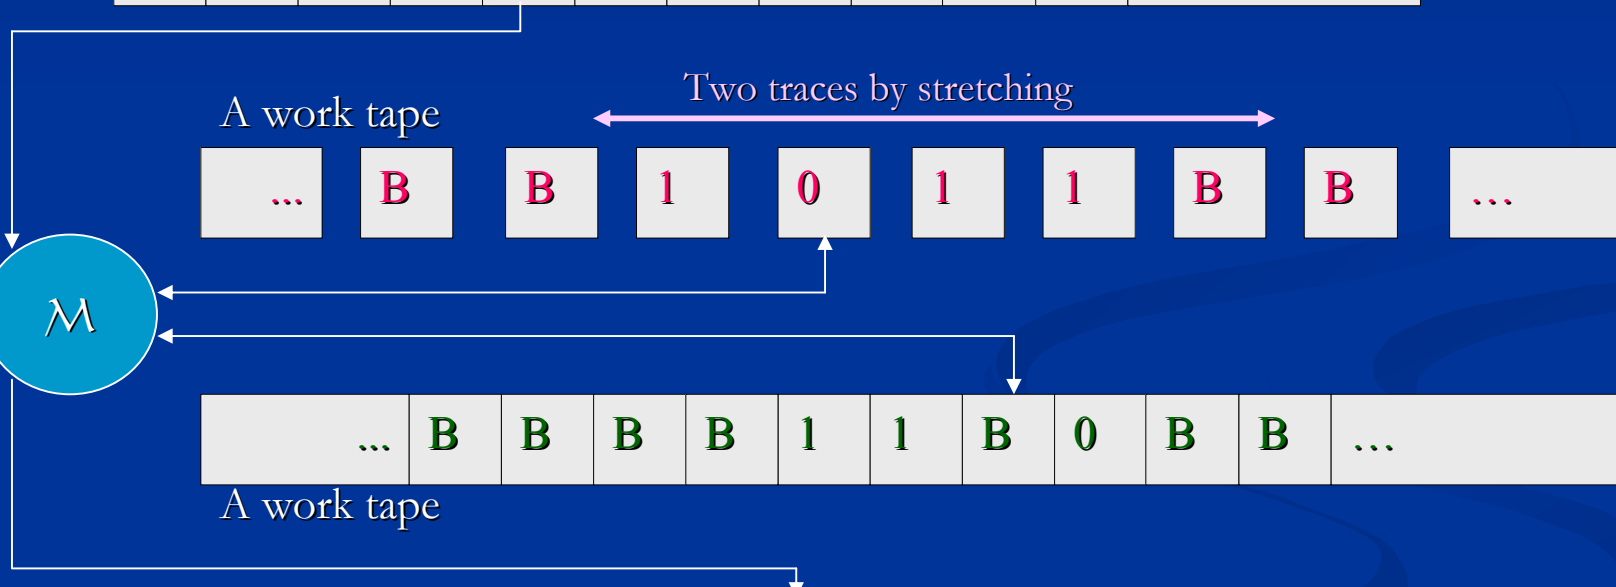 Two traces by stretching
A work tape
... B B 1 0 1 1 B B ...
M
... B B B B 1 1 B 0 B B ...
A work tape